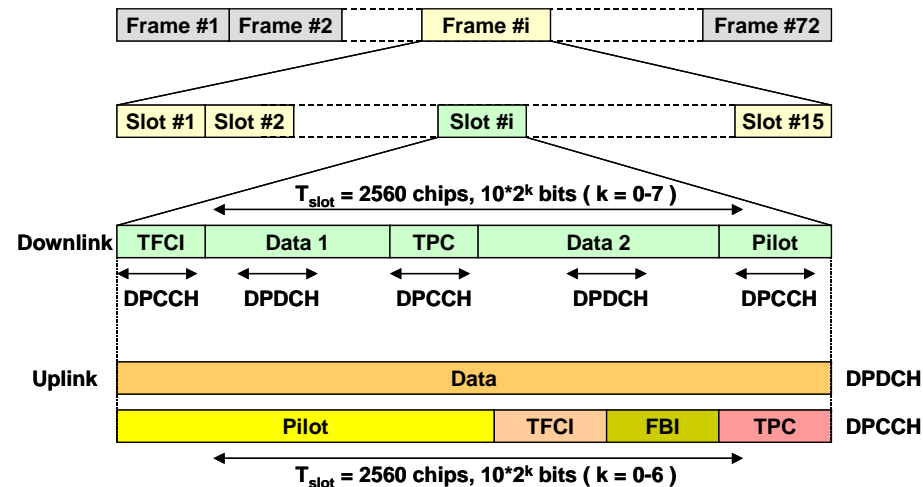 Frame #1 Frame #2 Frame #i Frame #72
Slot #1 Slot #2 Slot #i Slot #15
Tslot = 2560 chips, 10*2k bits ( k = 0-7 )
Downlink TFCI Data 1 TPC Data 2 Pilot
DPCCH DPDCH DPCCH DPDCH DPCCH
Uplink Data DPDCH
Pilot TFCI FBI TPC DPCCH
Tslot = 2560 chips, 10*2k bits ( k = 0-6 )